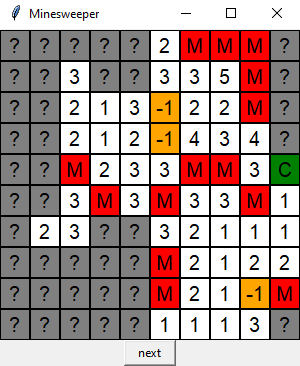 Minesweeper
? ? ? ? ? 2 M M M ?
? ? 3 ? ? 3 3 5 M ?
? ? 2 1 3 -1 2 2 M ?
? ? 2 1 2 -1 4 3 4 ?
? ? M 2 3 3 M M 3 C
? ? 3 M 3 M 3 3 M 1
? 2 3 ? ? 3 2 1 1 1
? ? ? ? ? M 2 1 2 2
? ? ? ? ? M 2 1 -1 M
? ? ? ? ? 1 1 1 3 ?
next